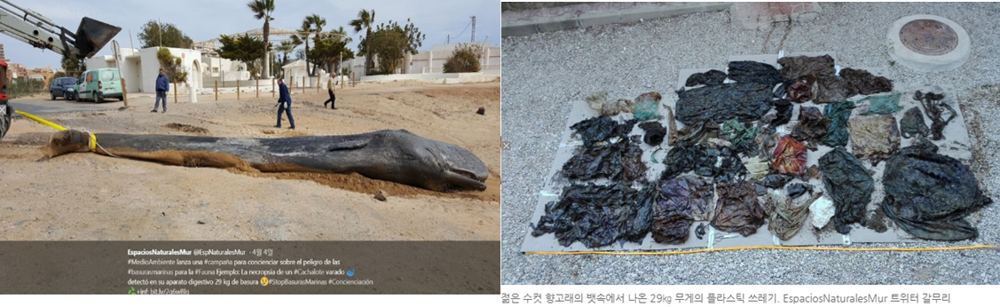 EspaciosNaturalesMur @EspNaturalesMur · 4월 4일
#MedioAmbiente lanza una #campaña para concienciar sobre el peligro de las
#basurasmarinas para la #Fauna Ejemplo: La necropsia de un #Cachalote varado
detectó en su aparato digestivo 29 kg de basura #StopBasurasMarinas #Concienciación
+inf: bit.ly/2q6wBlq
젊은 수컷 향고래의 뱃속에서 나온 29㎏ 무게의 플라스틱 쓰레기. EspaciosNaturalesMur 트위터 갈무리